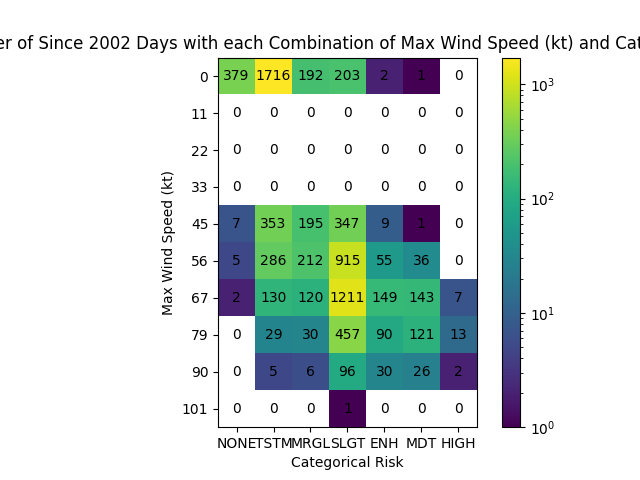 er of Since 2002 Days with each Combination of Max Wind Speed (kt) and Cat
0 379 1716 192 203 2 1 0
11 0 0 0 0 0 0 0
22 0 0 0 0 0 0 0
33 0 0 0 0 0 0 0
45 7 353 195 347 9 1 0
56 5 286 212 915 55 36 0
67 2 130 120 1211 149 143 7
79 0 29 30 457 90 121 13
90 0 5 6 96 30 26 2
101 0 0 0 1 0 0 0
NONE TSTM MRGL SLGT ENH MDT HIGH
Categorical Risk
Max Wind Speed (kt)
10³
10²
10¹
10⁰